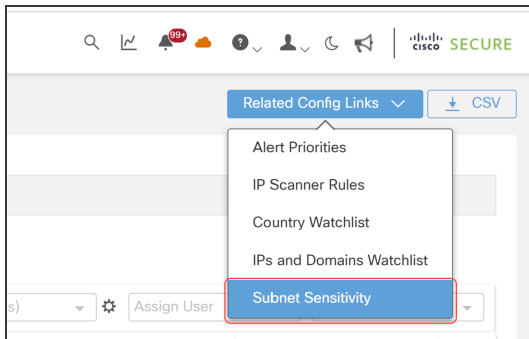 99+
cisco SECURE
Related Config Links
CSV
Alert Priorities
IP Scanner Rules
Country Watchlist
IPs and Domains Watchlist
Subnet Sensitivity
s)
Assign User